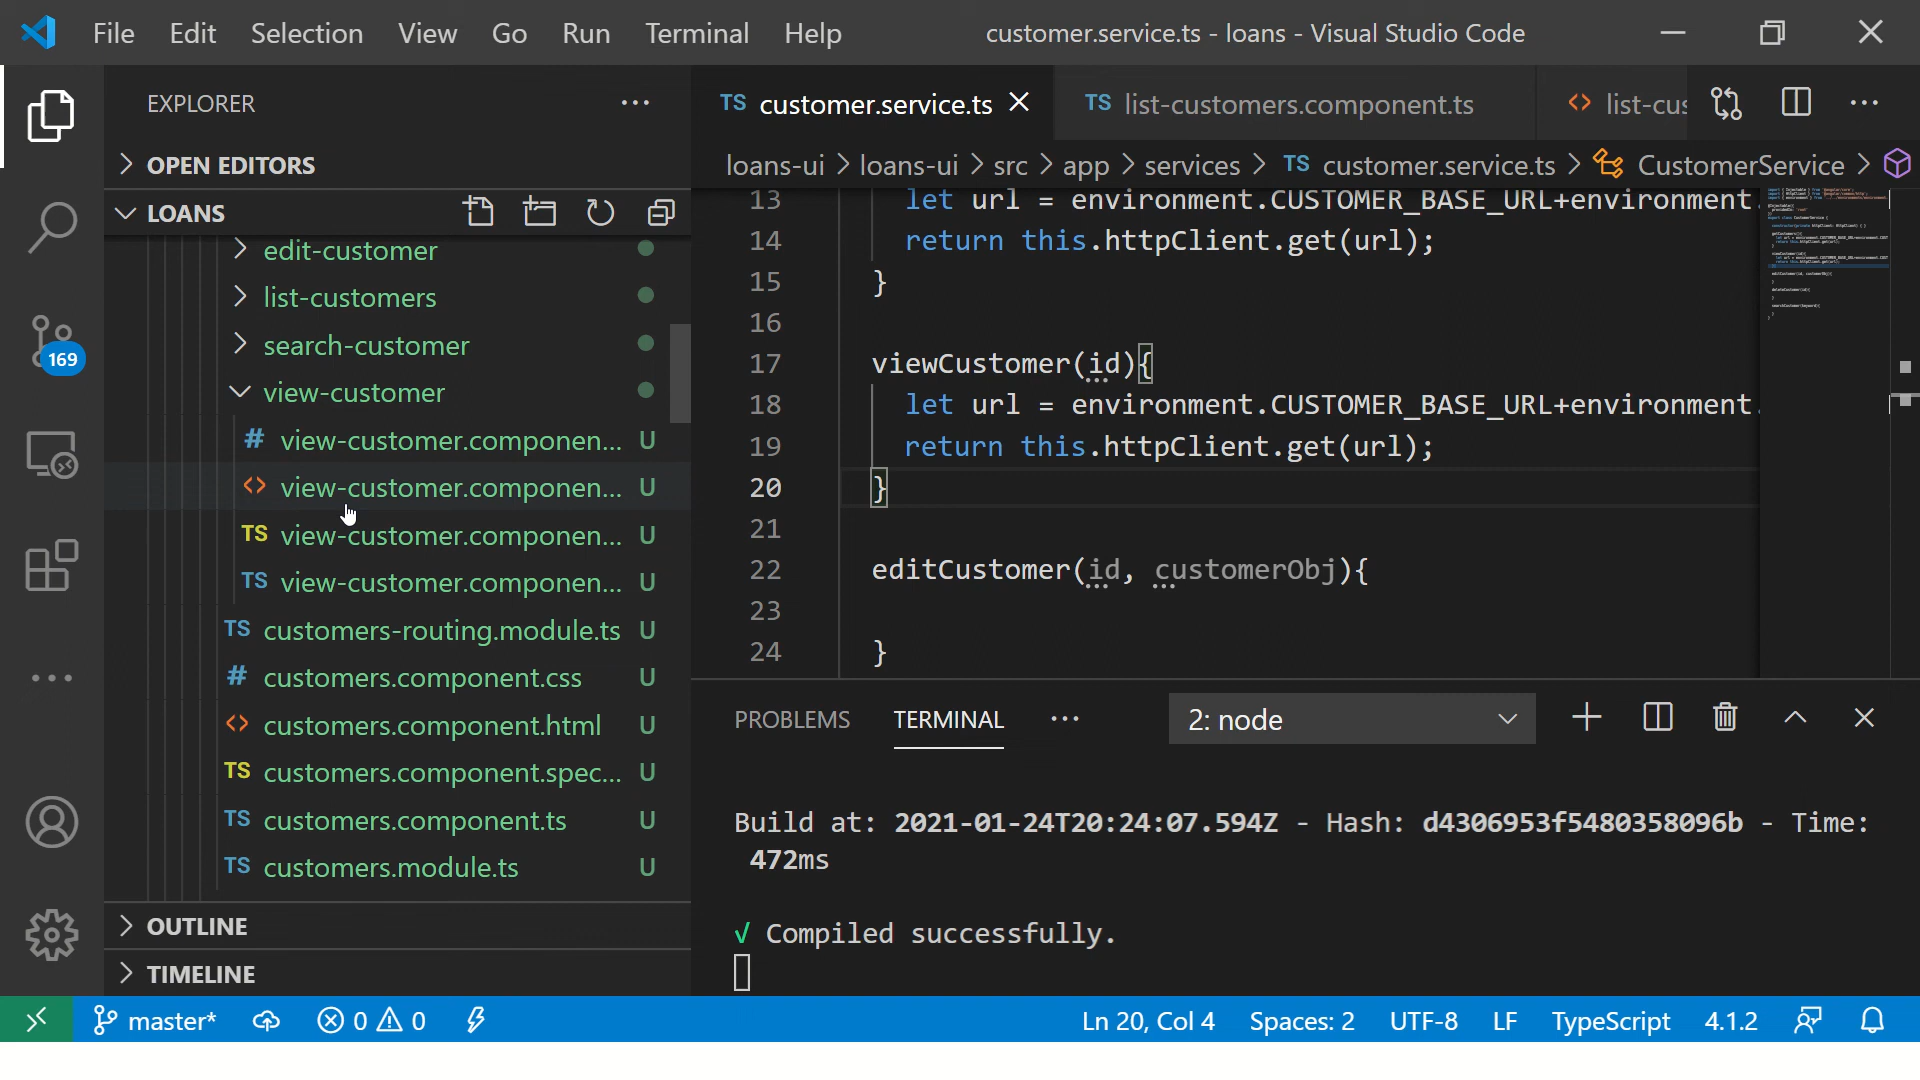 File Edit Selection View Go Run Terminal Help customer.service.ts - loans - Visual Studio Code
EXPLORER
OPEN EDITORS
LOANS
edit-customer
list-customers
search-customer
view-customer
# view-customer.componen... U
<> view-customer.componen... U
TS view-customer.componen... U
TS view-customer.componen... U
TS customers-routing.module.ts U
# customers.component.css U
<> customers.component.html U
TS customers.component.spec... U
TS customers.component.ts U
TS customers.module.ts U
OUTLINE
TIMELINE
169
TS customer.service.ts TS list-customers.component.ts <> list-cus
loans-ui > loans-ui > src > app > services > TS customer.service.ts > CustomerService >
13 let url = environment.CUSTOMER_BASE_URL+environment.
14 return this.httpClient.get(url);
15 }
16
17 viewCustomer(id){
18 let url = environment.CUSTOMER_BASE_URL+environment.
19 return this.httpClient.get(url);
20 }
21
22 editCustomer(id, customerObj){
23
24 }
PROBLEMS TERMINAL ... 2: node
Build at: 2021-01-24T20:24:07.594Z - Hash: d4306953f5480358096b - Time:
472ms
√ Compiled successfully.
master* 0 0 Ln 20, Col 4 Spaces: 2 UTF-8 LF TypeScript 4.1.2